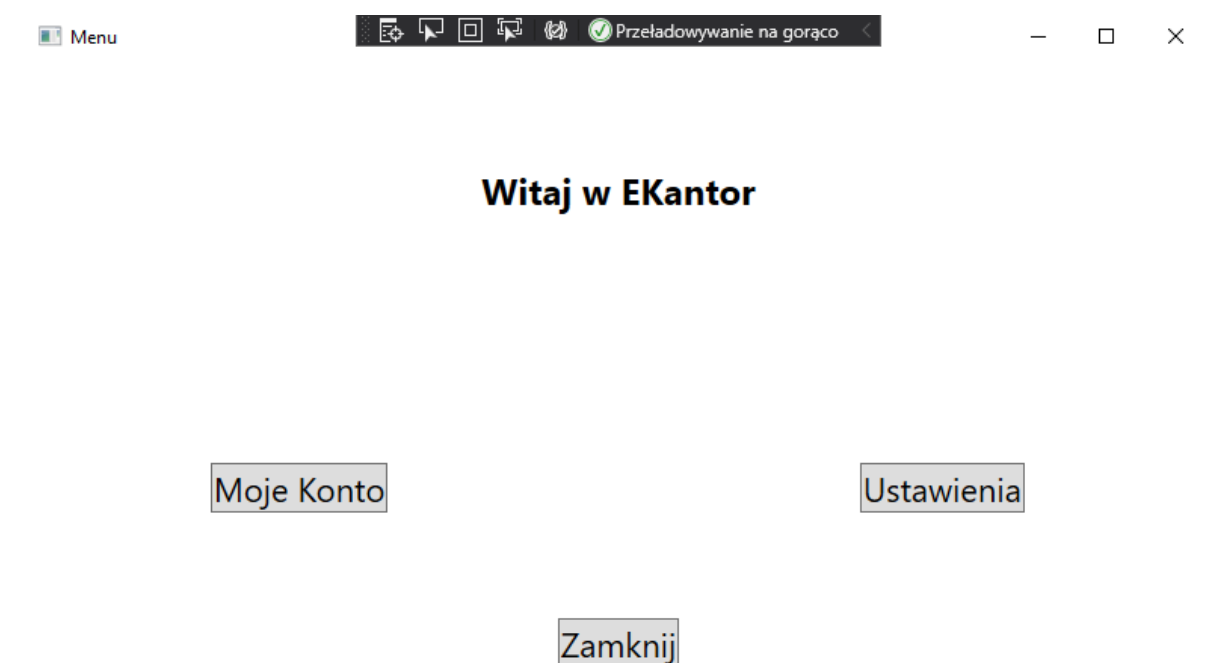 Menu
Przeładowywanie na gorąco
Witaj w EKantor
Moje Konto
Ustawienia
Zamknij